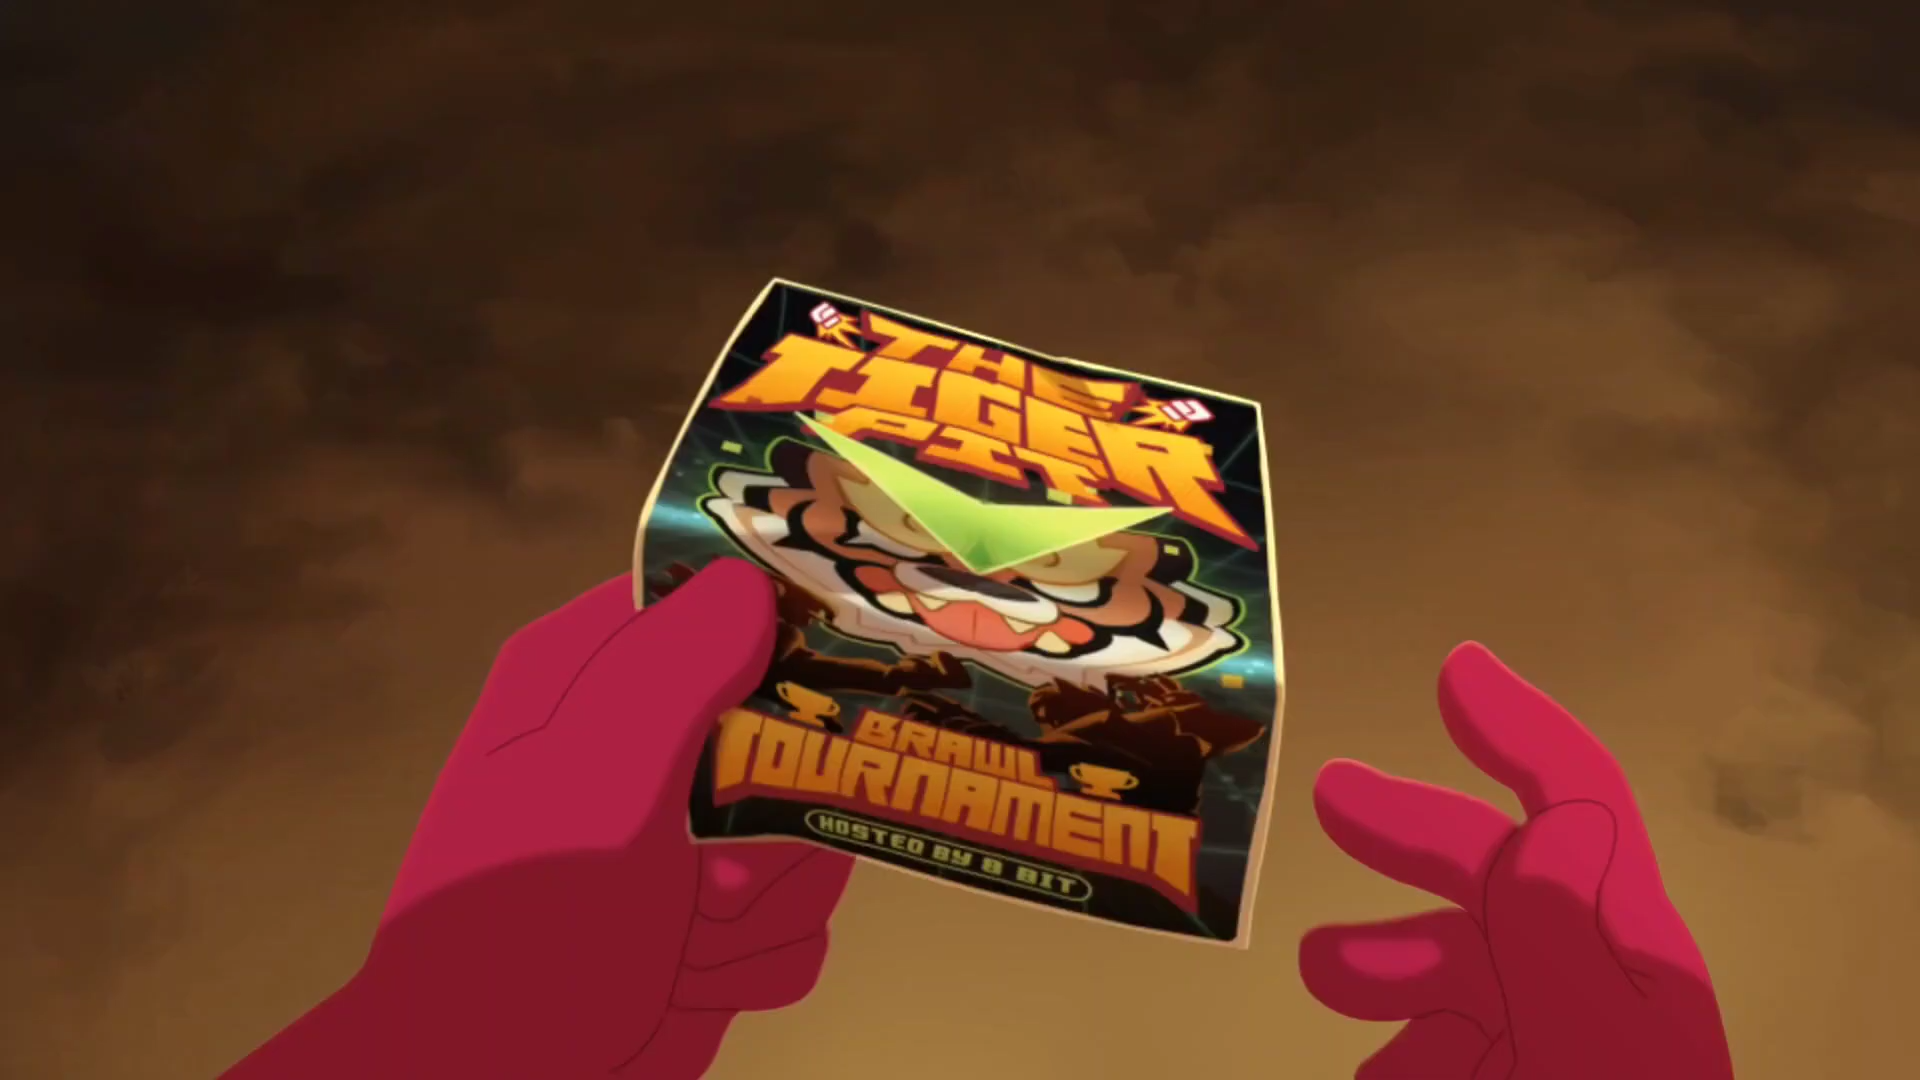 THE
TIGER
PIT
BRAWL
TOURNAMENT
HOSTED BY 8 BIT